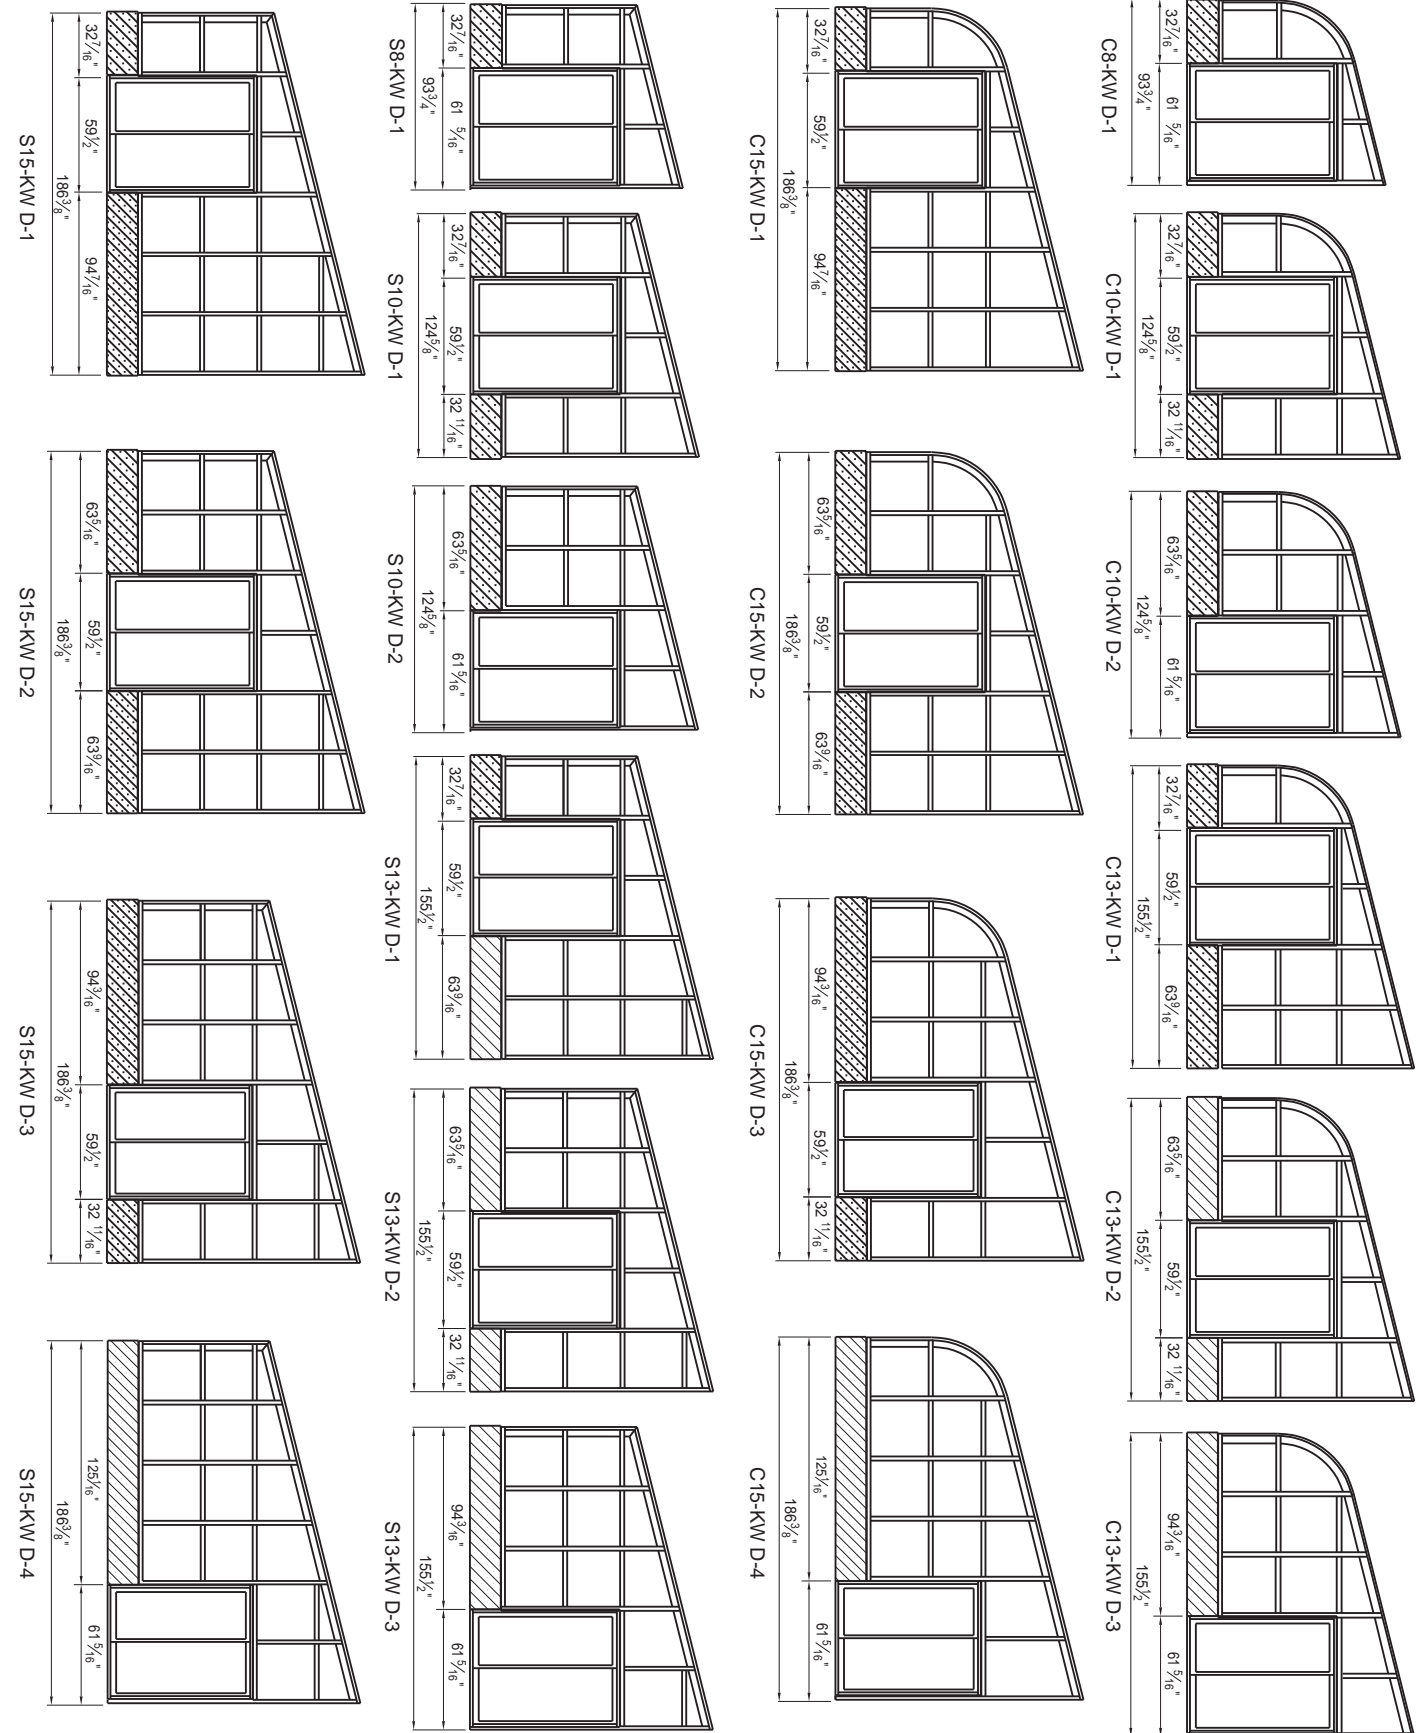 32 7/16" 61 5/16"
93 3/4"
C8-KW D-1
32 7/16" 59 1/2" 32 11/16"
124 5/8"
C10-KW D-1
63 5/16" 61 5/16"
124 5/8"
C10-KW D-2
32 7/16" 59 1/2" 63 9/16"
155 1/2"
C13-KW D-1
63 5/16" 59 1/2" 32 11/16"
155 1/2"
C13-KW D-2
94 3/16" 61 5/16"
155 1/2"
C13-KW D-3
32 7/16" 59 1/2" 94 7/16"
186 3/8"
C15-KW D-1
63 5/16" 59 1/2" 63 9/16"
186 3/8"
C15-KW D-2
94 3/16" 59 1/2" 32 11/16"
186 3/8"
C15-KW D-3
125 1/16" 61 5/16"
186 3/8"
C15-KW D-4
32 7/16" 61 5/16"
93 3/4"
S8-KW D-1
32 7/16" 59 1/2" 32 11/16"
124 5/8"
S10-KW D-1
63 5/16" 61 5/16"
124 5/8"
S10-KW D-2
32 7/16" 59 1/2" 63 9/16"
155 1/2"
S13-KW D-1
63 5/16" 59 1/2" 32 11/16"
155 1/2"
S13-KW D-2
94 3/16" 61 5/16"
155 1/2"
S13-KW D-3
32 7/16" 59 1/2" 94 7/16"
186 3/8"
S15-KW D-1
63 5/16" 59 1/2" 63 9/16"
186 3/8"
S15-KW D-2
94 3/16" 59 1/2" 32 11/16"
186 3/8"
S15-KW D-3
125 1/16" 61 5/16"
186 3/8"
S15-KW D-4